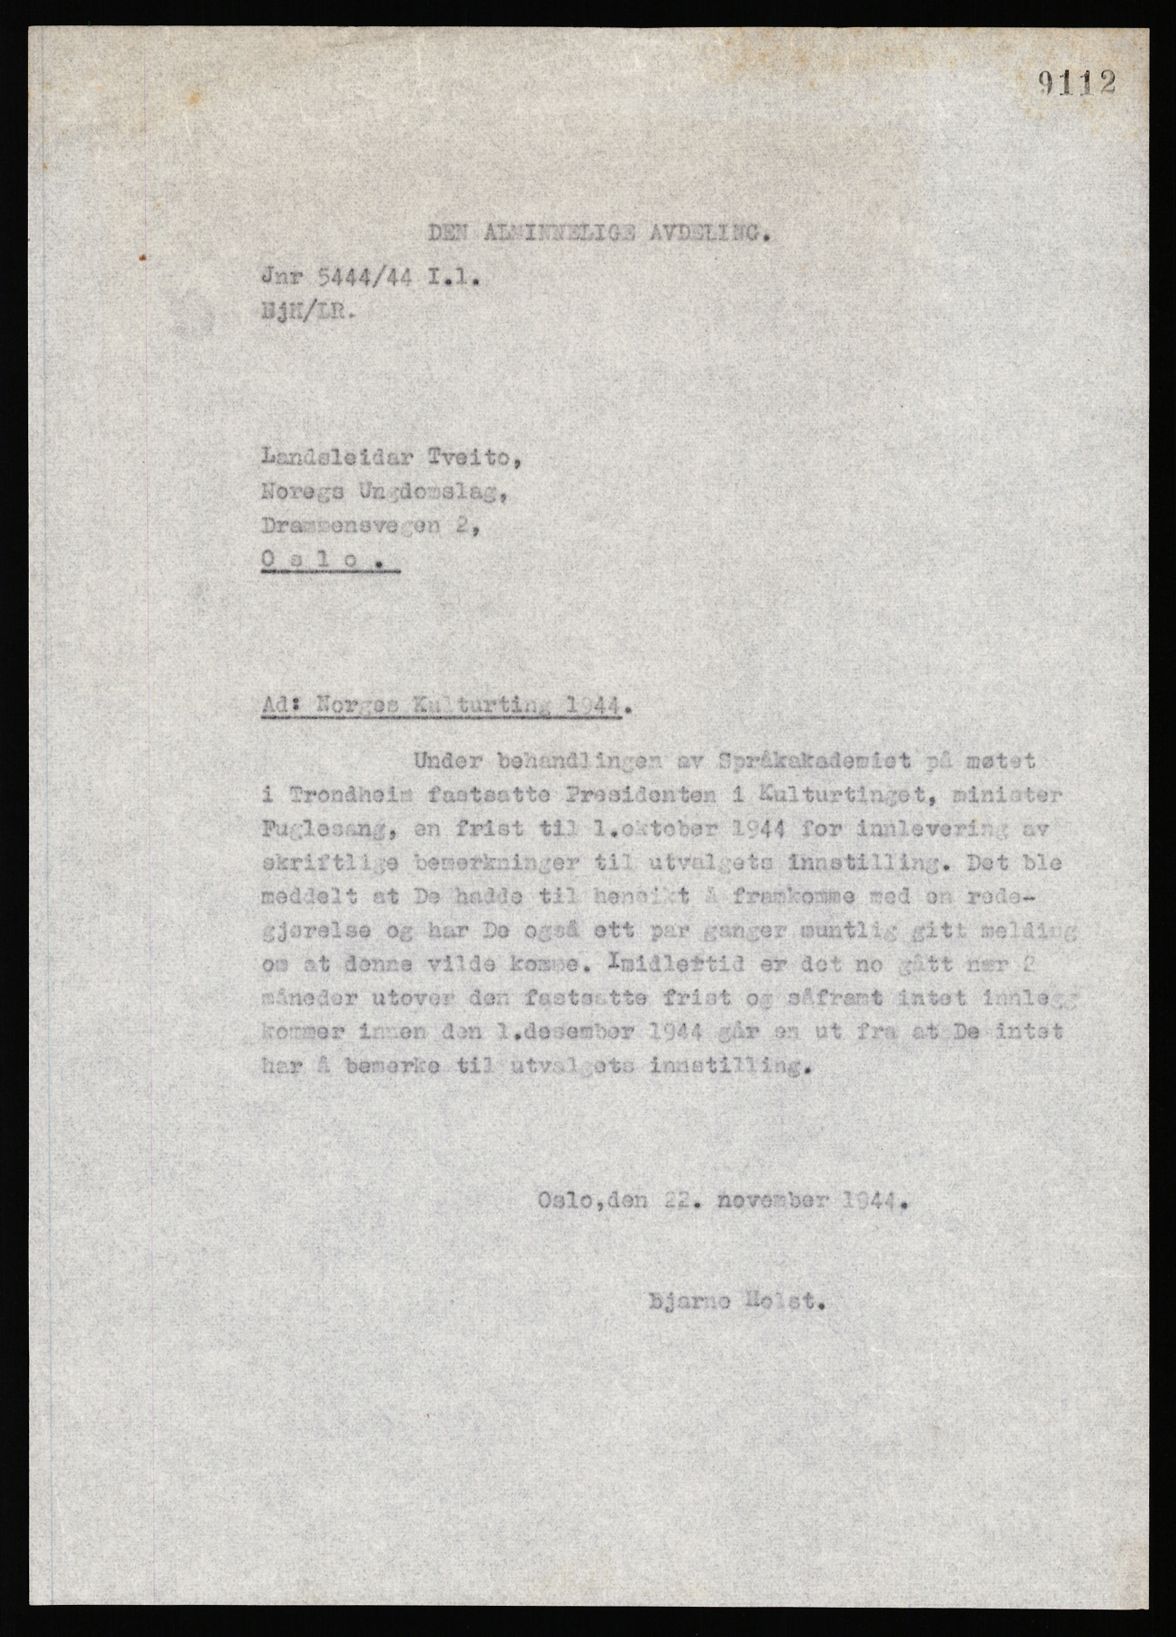 9112
DEN ALMINNELIGE AVDELING.
Jnr 5444/44 I.1.
Landsleidar Tveito,
Noregs Ungdomslag,
Drammensvegen 2,
O s l o .
Ad: Norges Kulturting 1944.
Under behandlingen av Språkakademiet på møtet
i Trondheim fastsatte Presidenten i Kulturtinget, minister
Fuglesang, en frist til 1.oktober 1944 for innlevering av
skriftlige bemerkninger til utvalgets innstilling. Det ble
meddelt at De hadde til hensikt å framkomme med en rede-
gjørelse og har De også ett par ganger muntlig gitt melding
om at denne vilde komme. Imidlertid er det no gått nær 2
måneder utover den fastsatte frist og såframt intet innlegg
kommer innen den 1.desember 1944 går en ut fra at De intet
har å bemerke til utvalgets innstilling.
Oslo,den 22. november 1944.
Bjarne Holst.